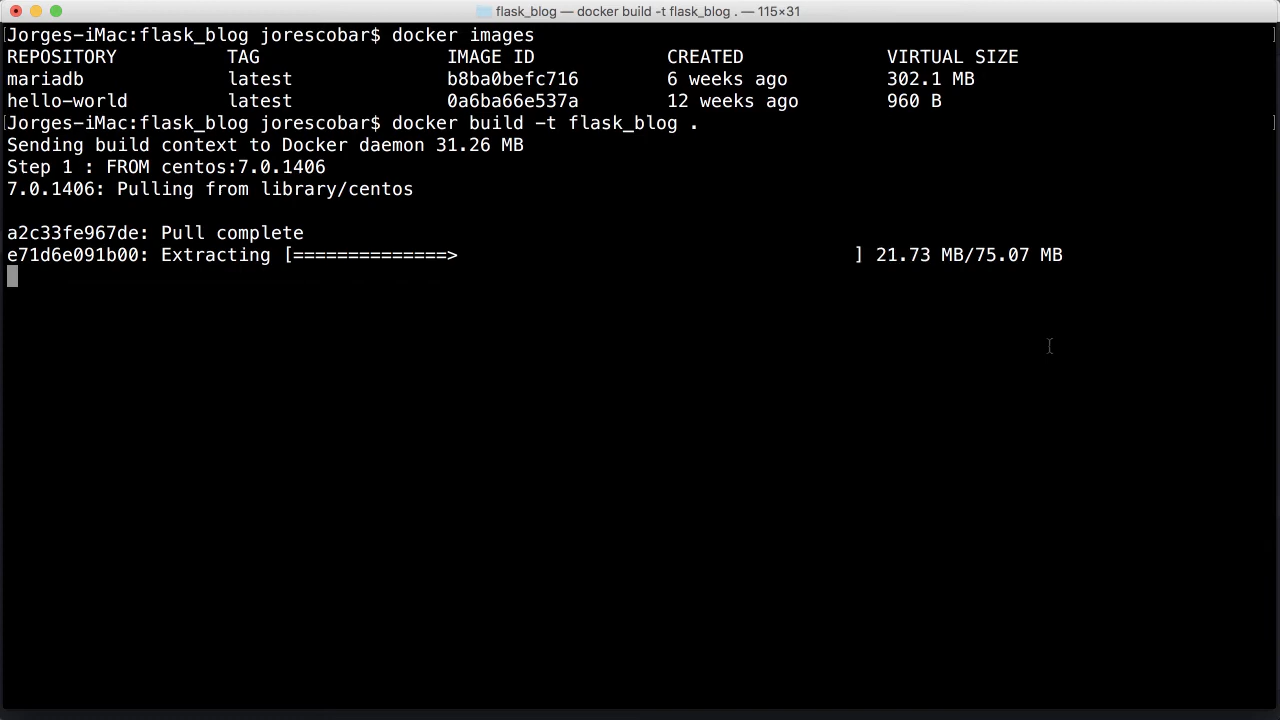 flask_blog — docker build -t flask_blog . — 115×31
[Jorges-iMac:flask_blog jorescobar$ docker images ]
REPOSITORY TAG IMAGE ID CREATED VIRTUAL SIZE
mariadb latest b8ba0befc716 6 weeks ago 302.1 MB
hello-world latest 0a6ba66e537a 12 weeks ago 960 B
[Jorges-iMac:flask_blog jorescobar$ docker build -t flask_blog . ]
Sending build context to Docker daemon 31.26 MB
Step 1 : FROM centos:7.0.1406
7.0.1406: Pulling from library/centos
a2c33fe967de: Pull complete
e71d6e091b00: Extracting [==============> ] 21.73 MB/75.07 MB